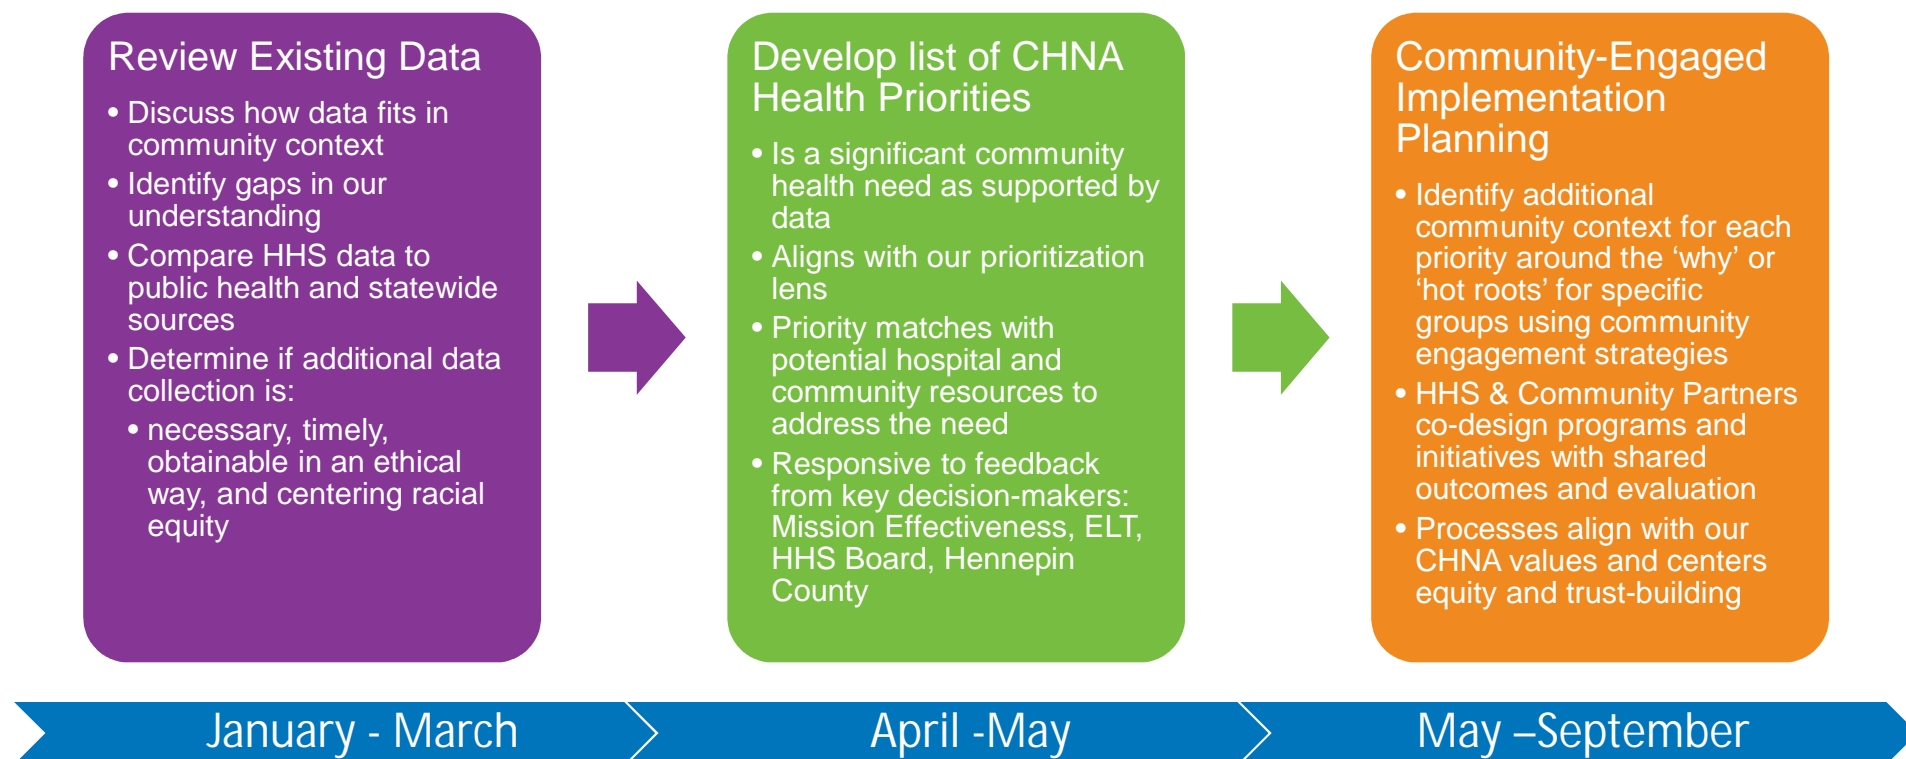 Review Existing Data
• Discuss how data fits in
community context
• Identify gaps in our
understanding
• Compare HHS data to
public health and statewide
sources
• Determine if additional data
collection is:
• necessary, timely,
obtainable in an ethical
way, and centering racial
equity
Develop list of CHNA
Health Priorities
• Is a significant community
health need as supported by
data
• Aligns with our prioritization
lens
• Priority matches with
potential hospital and
community resources to
address the need
• Responsive to feedback
from key decision-makers:
Mission Effectiveness, ELT,
HHS Board, Hennepin
County
Community-Engaged
Implementation
Planning
• Identify additional
community context for each
priority around the ‘why’ or
‘hot roots’ for specific
groups using community
engagement strategies
• HHS & Community Partners
co-design programs and
initiatives with shared
outcomes and evaluation
• Processes align with our
CHNA values and centers
equity and trust-building
January - March
April -May
May –September